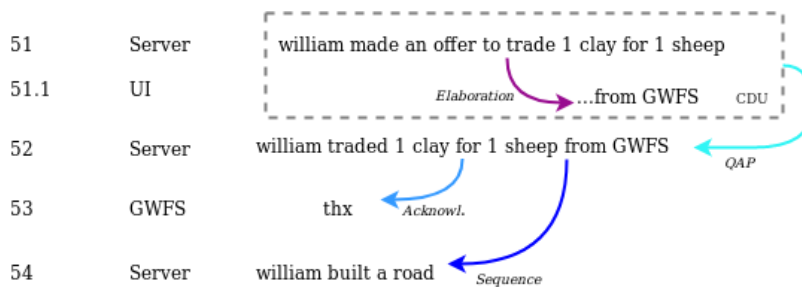 51 Server william made an offer to trade 1 clay for 1 sheep
51.1 UI Elaboration ...from GWFS CDU
52 Server william traded 1 clay for 1 sheep from GWFS
QAP
53 GWFS thx Acknowl.
54 Server william built a road Sequence